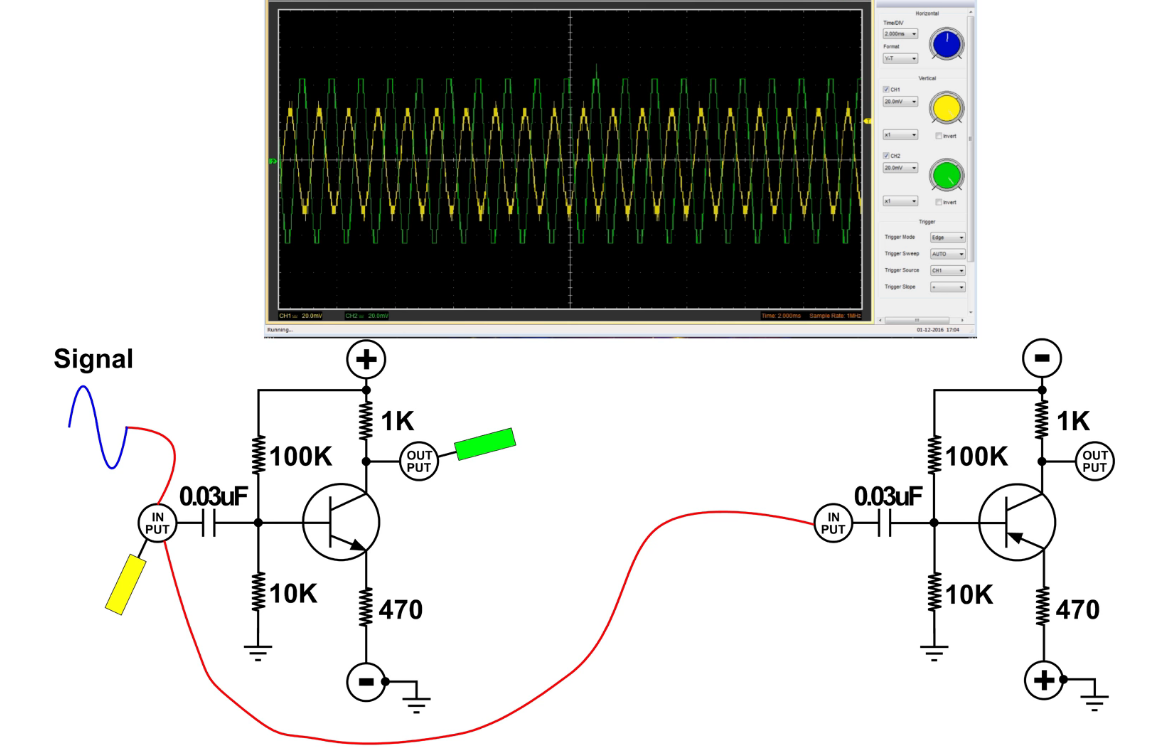 Horizontal
Time/DIV
2.000ms
Format
Y-T
Vertical
CH1
20.0mV
x1
Invert
CH2
20.0mV
x1
Invert
Trigger
Trigger Mode
Edge
Trigger Sweep
AUTO
Trigger Source
CH1
Trigger Slope
+
CH1 20.0mV
CH2 20.0mV
Time: 2.000ms Sample Rate: 1MHz
Running...
01-12-2016 17:04
Signal
+
1K
OUT
PUT
100K
0.03uF
IN
PUT
10K
470
-
-
1K
OUT
PUT
100K
0.03uF
IN
PUT
10K
470
+